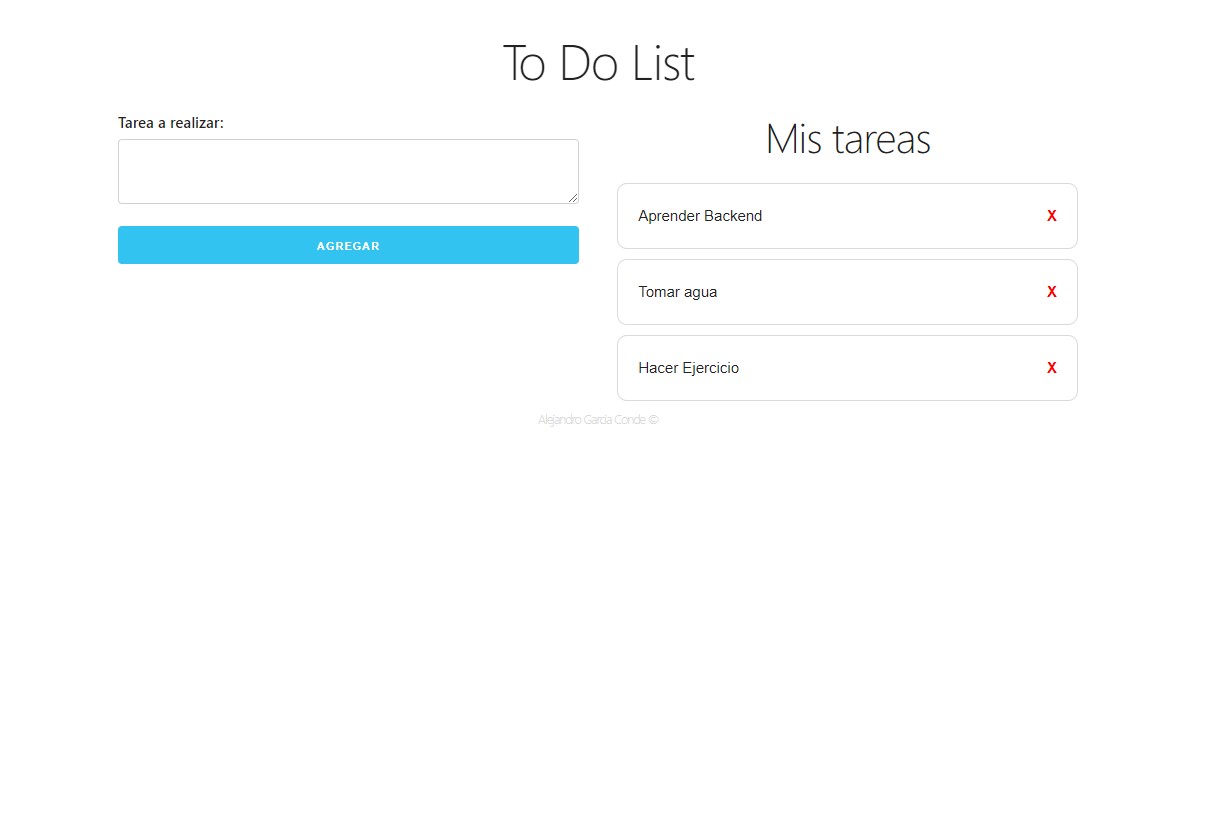 To Do List
Tarea a realizar:
AGREGAR
Mis tareas
Aprender Backend X
Tomar agua X
Hacer Ejercicio X
Alejandro Garcia Conde ©